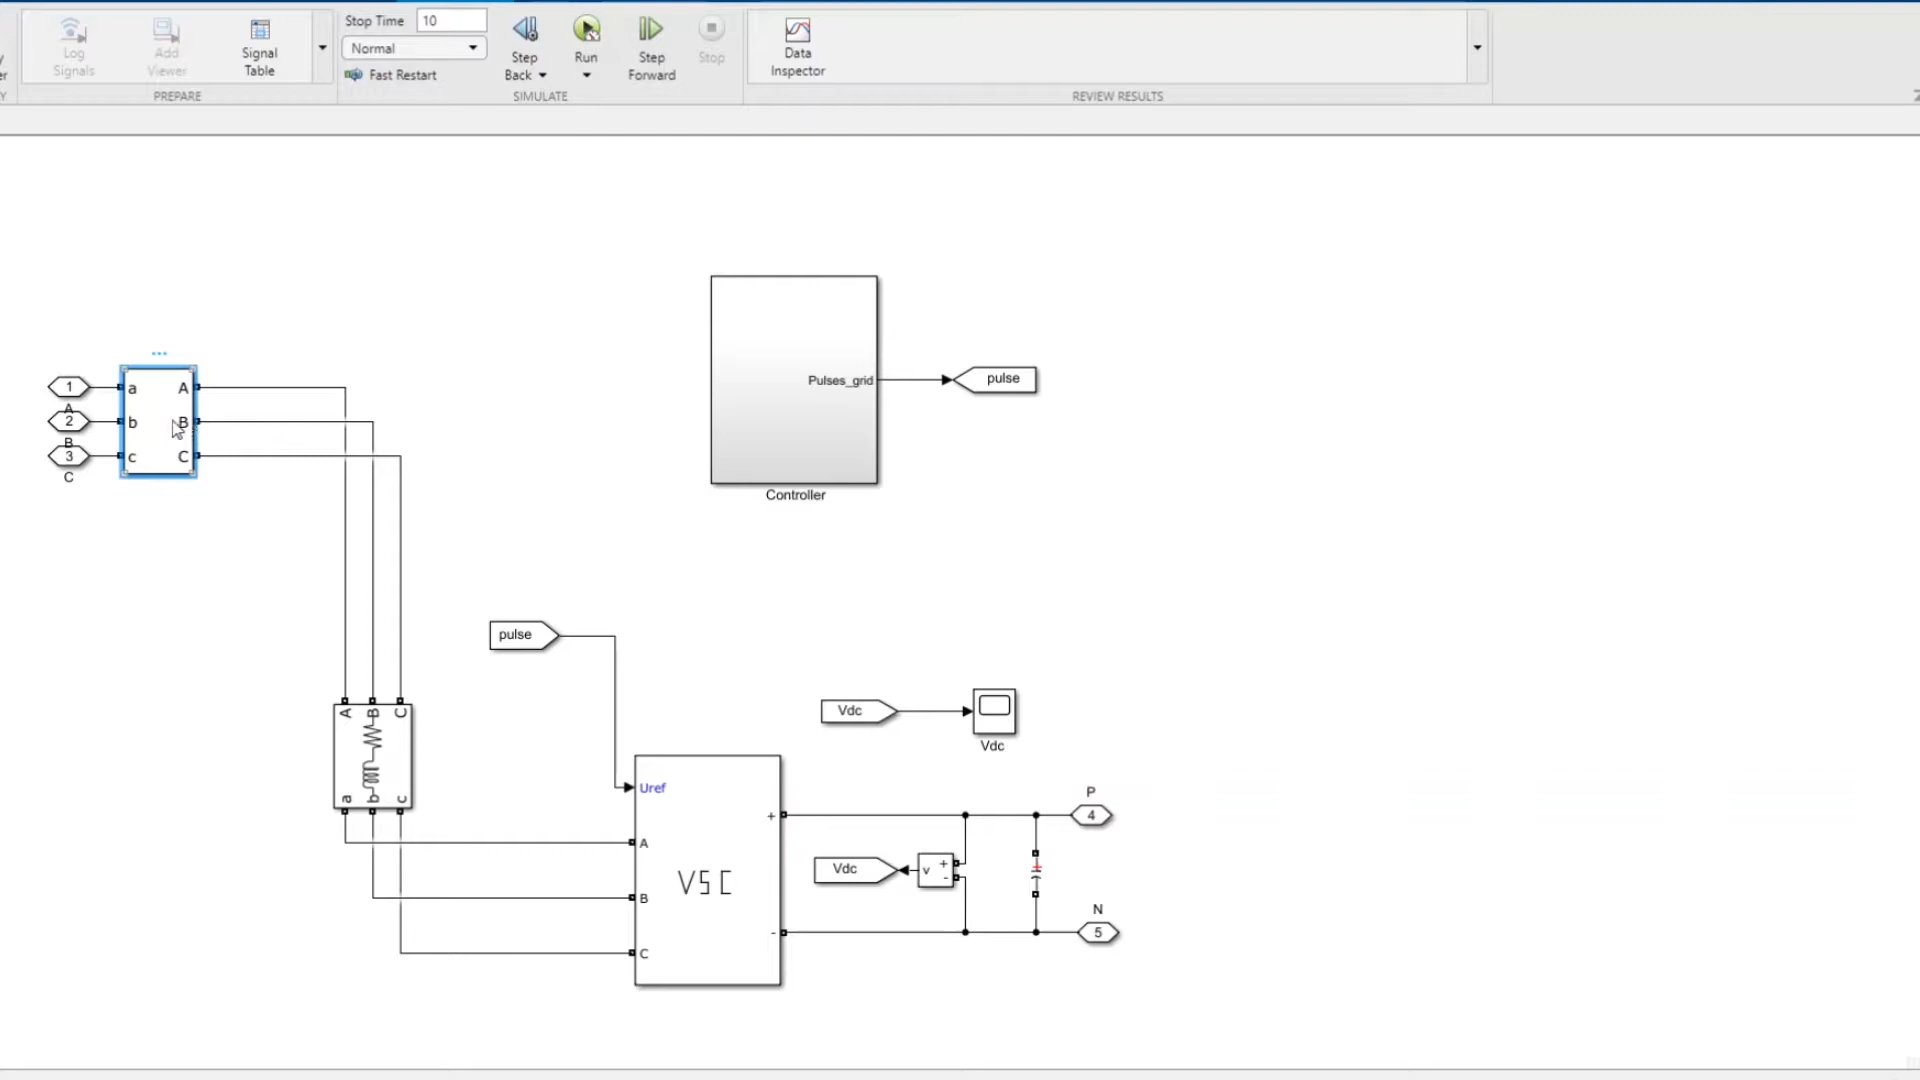 Log
Signals
Add
Viewer
Signal
Table
PREPARE
Stop Time 10
Normal
Fast Restart
Step
Back
Run
Step
Forward
Stop
SIMULATE
Data
Inspector
REVIEW RESULTS
1
A
2
B
3
C
a A
b B
c C
Pulses_grid
pulse
Controller
pulse
A B C
a b c
Uref
A
B
C
VSC
+
-
Vdc
Vdc
Vdc
v + -
P
4
N
5